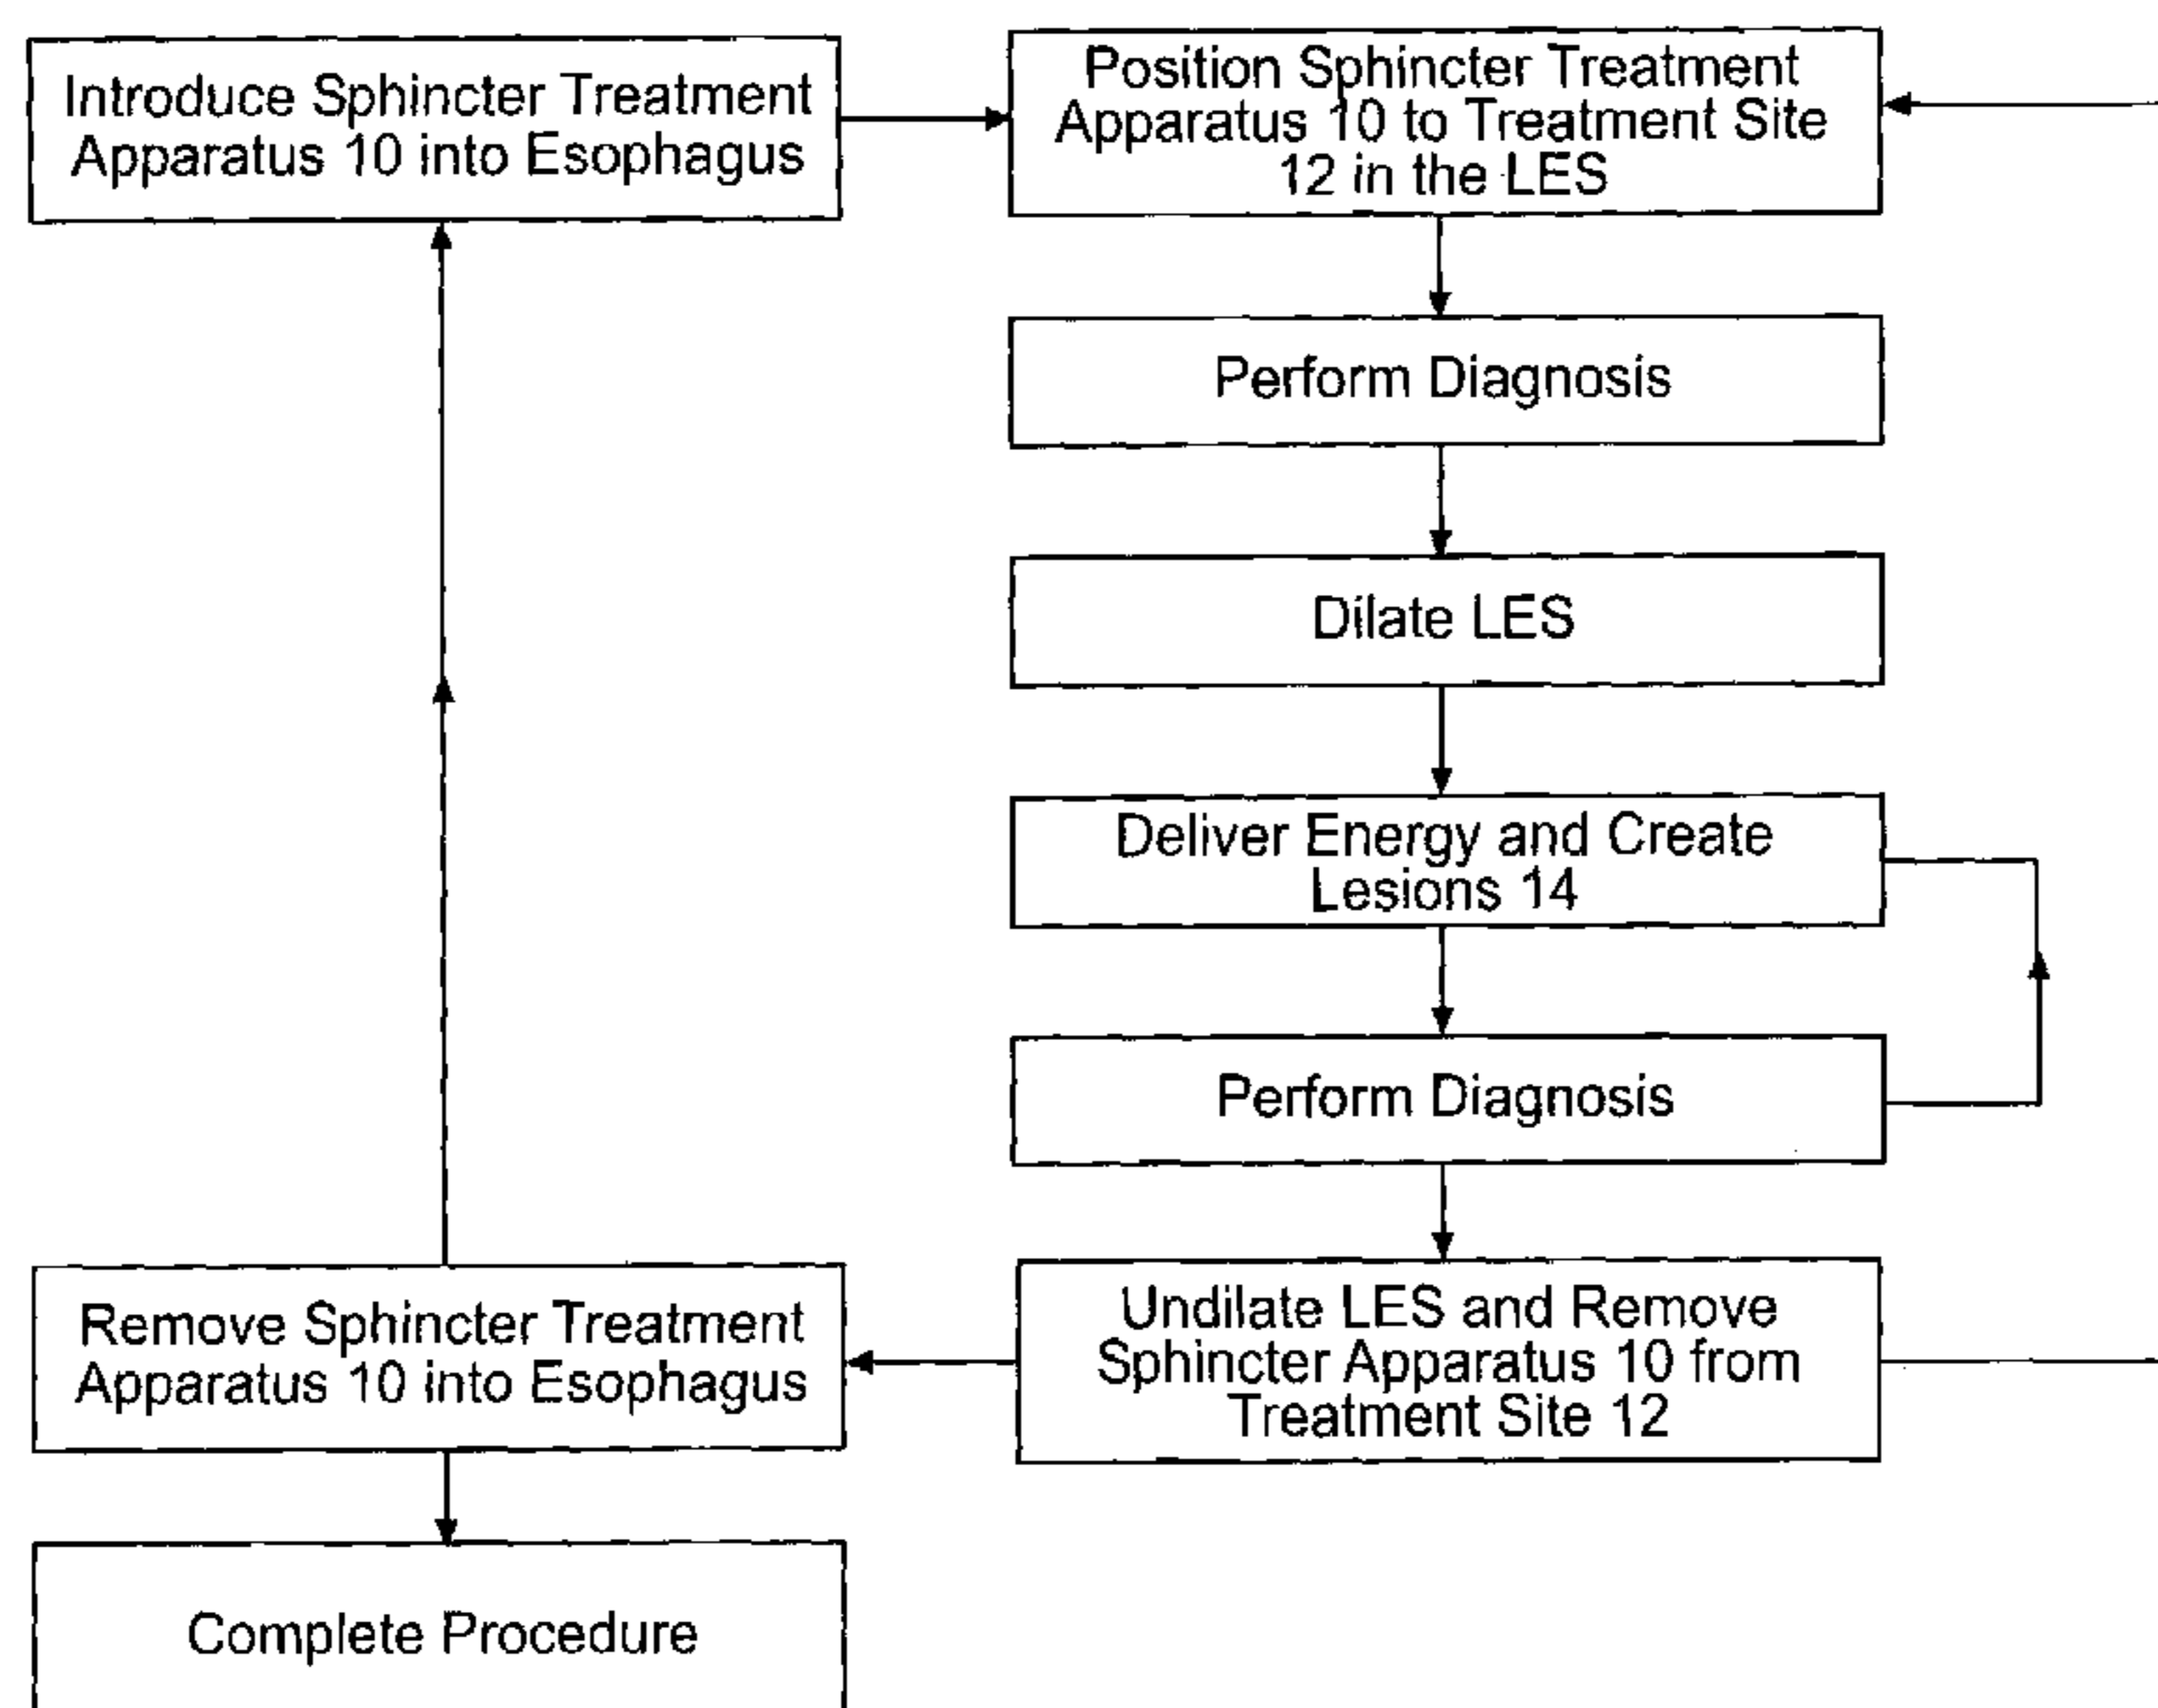 Introduce Sphincter Treatment
Apparatus 10 into Esophagus
Position Sphincter Treatment
Apparatus 10 to Treatment Site
12 in the LES
Perform Diagnosis
Dilate LES
Deliver Energy and Create
Lesions 14
Perform Diagnosis
Undilate LES and Remove
Sphincter Apparatus 10 from
Treatment Site 12
Remove Sphincter Treatment
Apparatus 10 into Esophagus
Complete Procedure